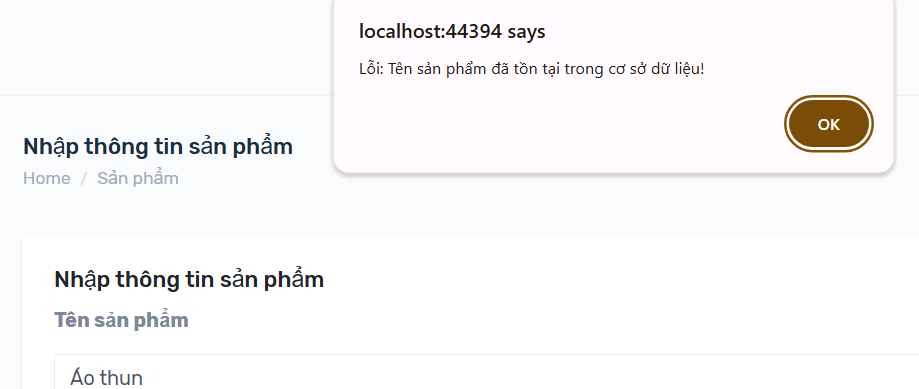 localhost:44394 says
Lỗi: Tên sản phẩm đã tồn tại trong cơ sở dữ liệu!
OK
Nhập thông tin sản phẩm
Home / Sản phẩm
Nhập thông tin sản phẩm
Tên sản phẩm
Áo thun